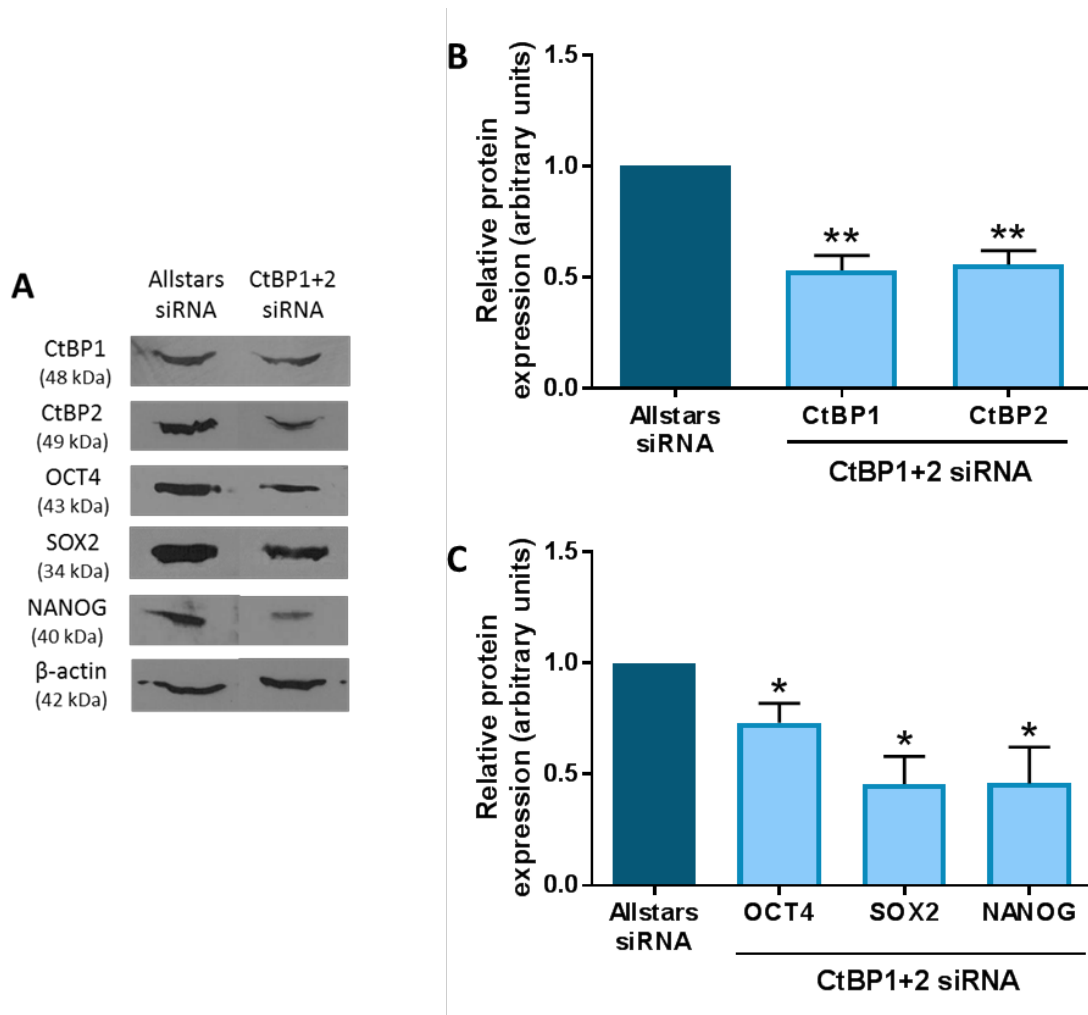 A
Allstars
siRNA
CtBP1+2
siRNA
CtBP1
(48 kDa)
CtBP2
(49 kDa)
OCT4
(43 kDa)
SOX2
(34 kDa)
NANOG
(40 kDa)
β-actin
(42 kDa)
B
Relative protein
expression (arbitrary units)
1.5
1.0
0.5
0.0
**
**
Allstars
siRNA
CtBP1
CtBP2
CtBP1+2 siRNA
C
Relative protein
expression (arbitrary units)
1.5
1.0
0.5
0.0
*
*
*
Allstars
siRNA
OCT4
SOX2
NANOG
CtBP1+2 siRNA